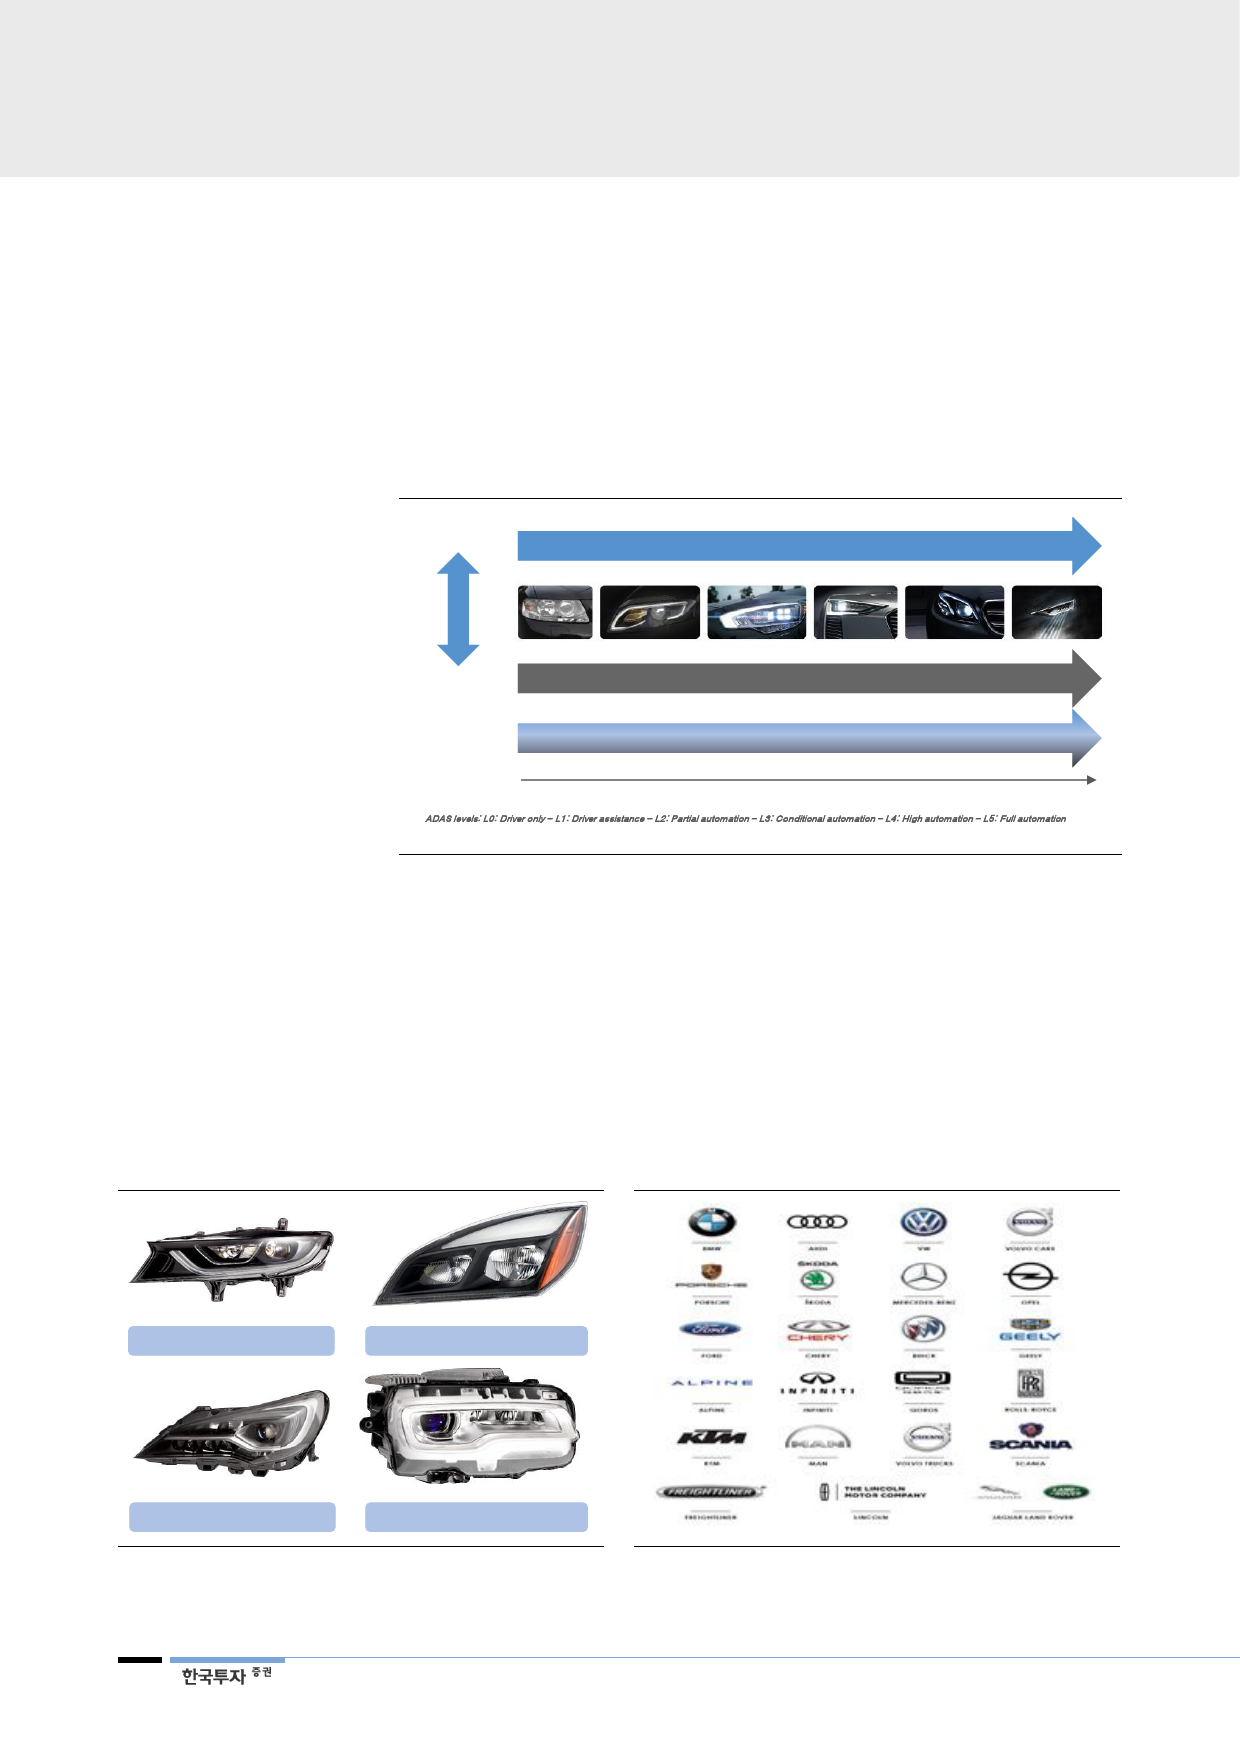 ADAS levels: L0: Driver only – L1: Driver assistance – L2: Partial automation – L3: Conditional automation – L4: High automation – L5: Full automation
BMW AUDI VW VOLVO CARS
PORSCHE ŠKODA
PORSCHE ŠKODA MERCEDES-BENZ OPEL
Ford CHERY GEELY
FORD CHERY BUICK GEELY
ALPINE INFINITI
ALPINE INFINITI QOROS ROLLS-ROYCE
KTM MAN SCANIA
KTM MAN VOLVO TRUCKS SCANIA
FREIGHTLINER THE LINCOLN MOTOR COMPANY LAND ROVER
FREIGHTLINER LINCOLN JAGUAR LAND ROVER
한국투자 증권